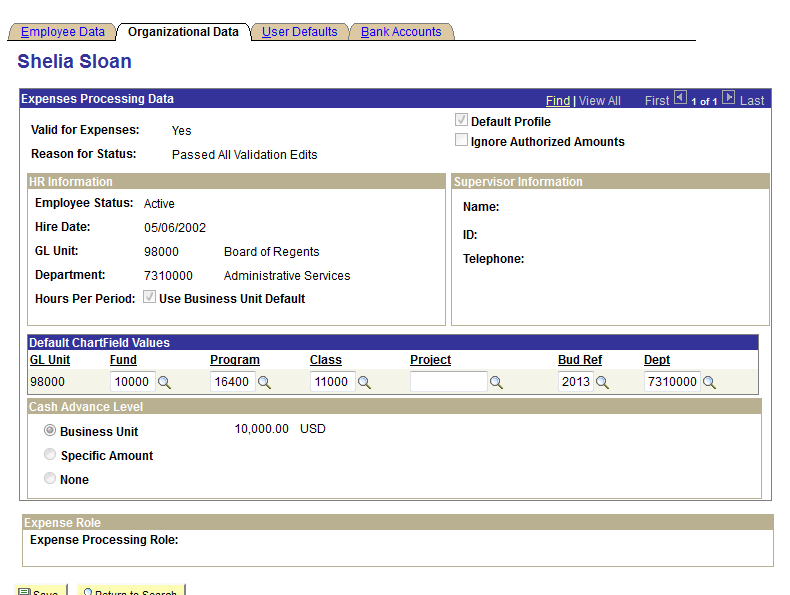 Employee Data Organizational Data User Defaults Bank Accounts
Shelia Sloan
Expenses Processing Data Find | View All First 1 of 1 Last
Valid for Expenses: Yes
Default Profile
Ignore Authorized Amounts
Reason for Status: Passed All Validation Edits
HR Information
Employee Status: Active
Hire Date: 05/06/2002
GL Unit: 98000 Board of Regents
Department: 7310000 Administrative Services
Hours Per Period: Use Business Unit Default
Supervisor Information
Name:
ID:
Telephone:
Default ChartField Values
GL Unit Fund Program Class Project Bud Ref Dept
98000 10000 16400 11000 2013 7310000
Cash Advance Level
Business Unit 10,000.00 USD
Specific Amount
None
Expense Role
Expense Processing Role:
Save Return to Search